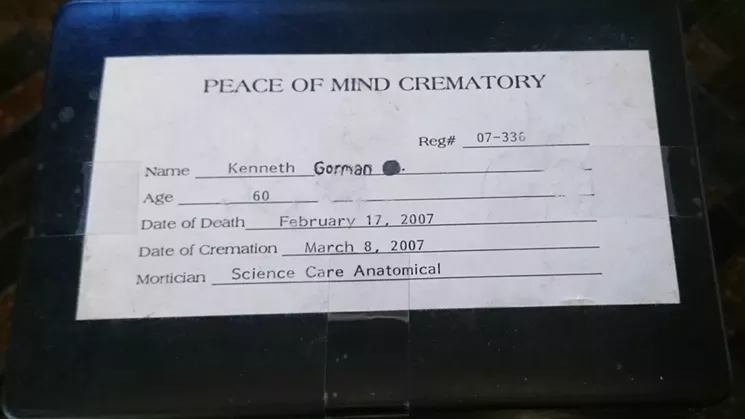 PEACE OF MIND CREMATORY
Reg# 07-336
Name Kenneth Gorman
Age 60
Date of Death February 17, 2007
Date of Cremation March 8, 2007
Mortician Science Care Anatomical